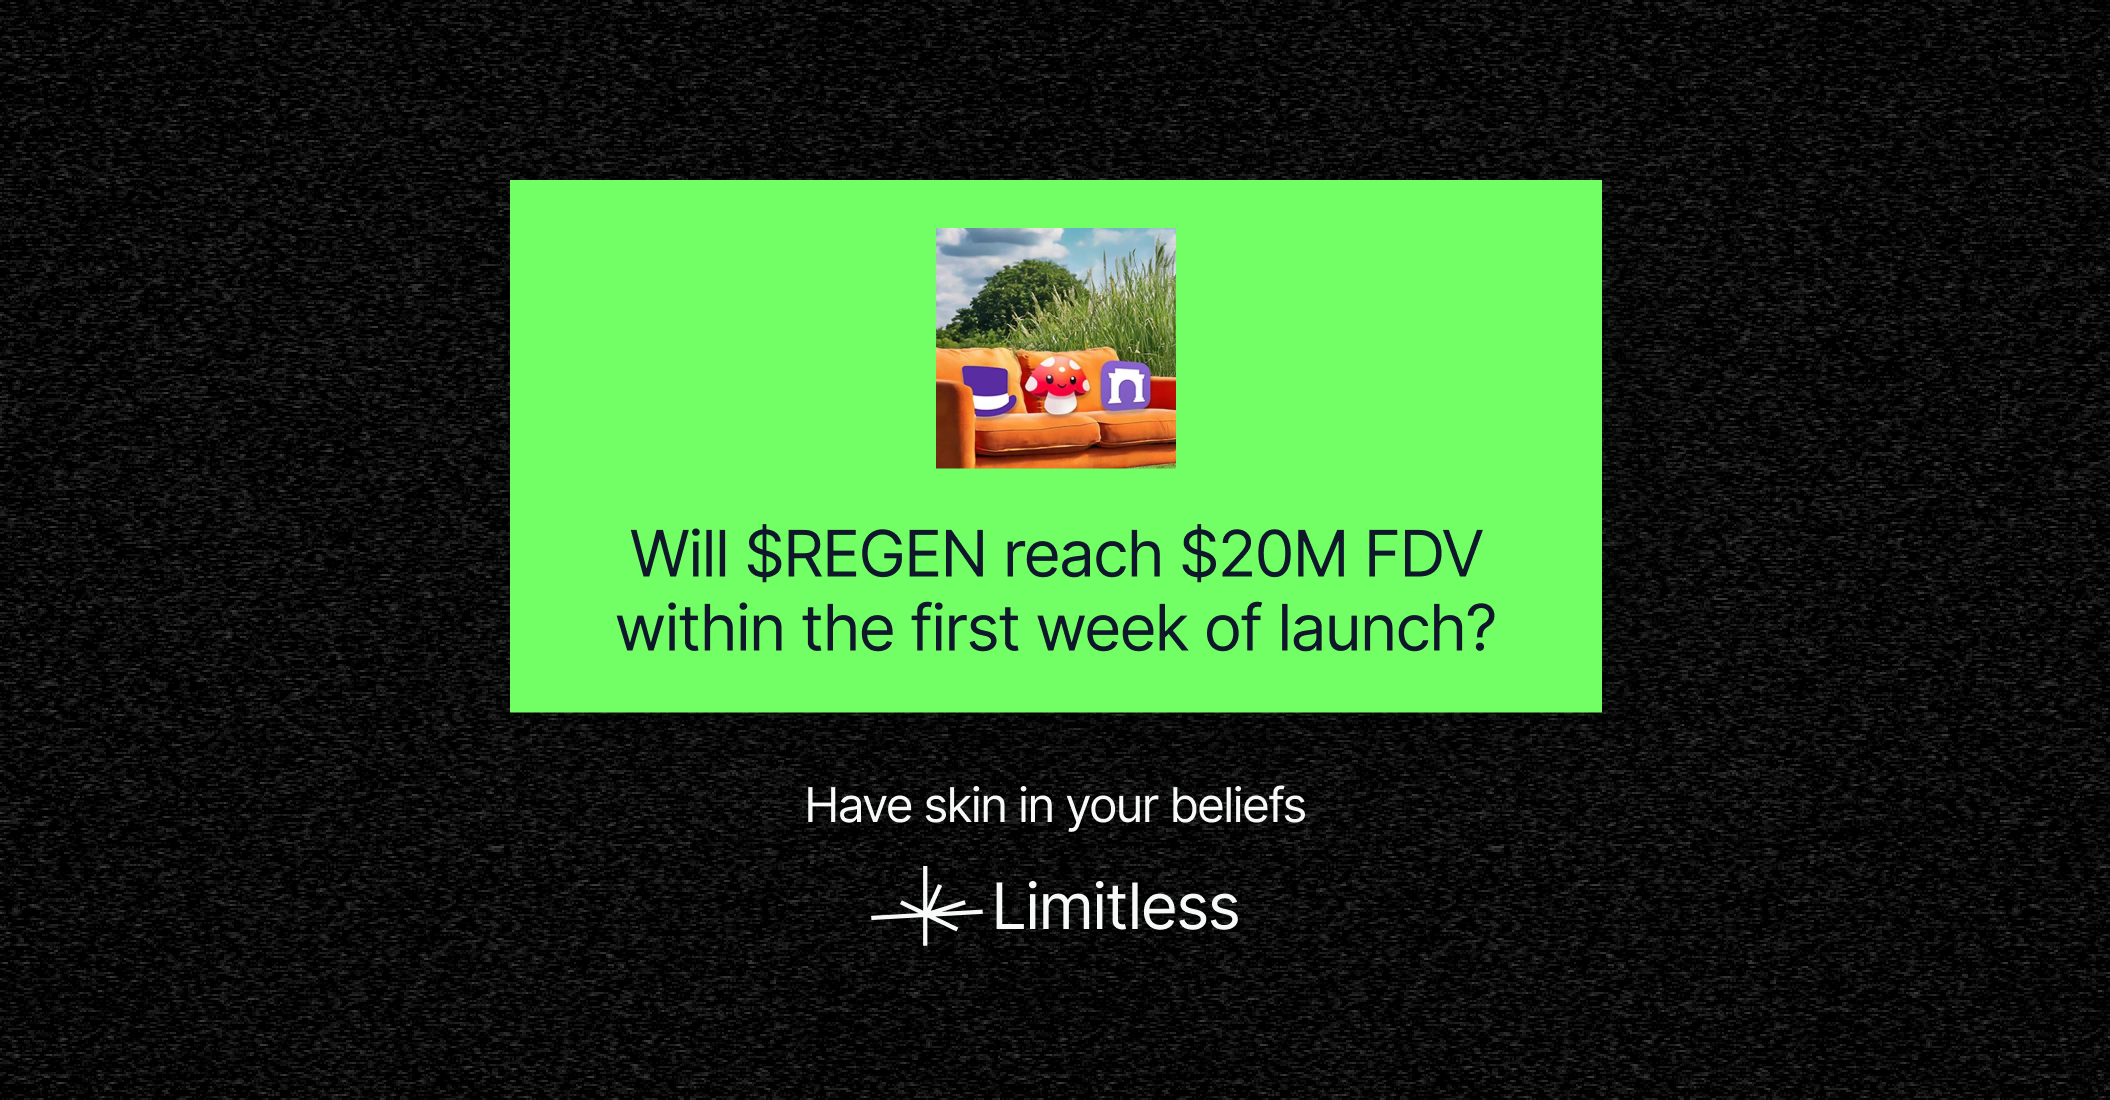 Will $REGEN reach $20M FDV
within the first week of launch?
Have skin in your beliefs
Limitless